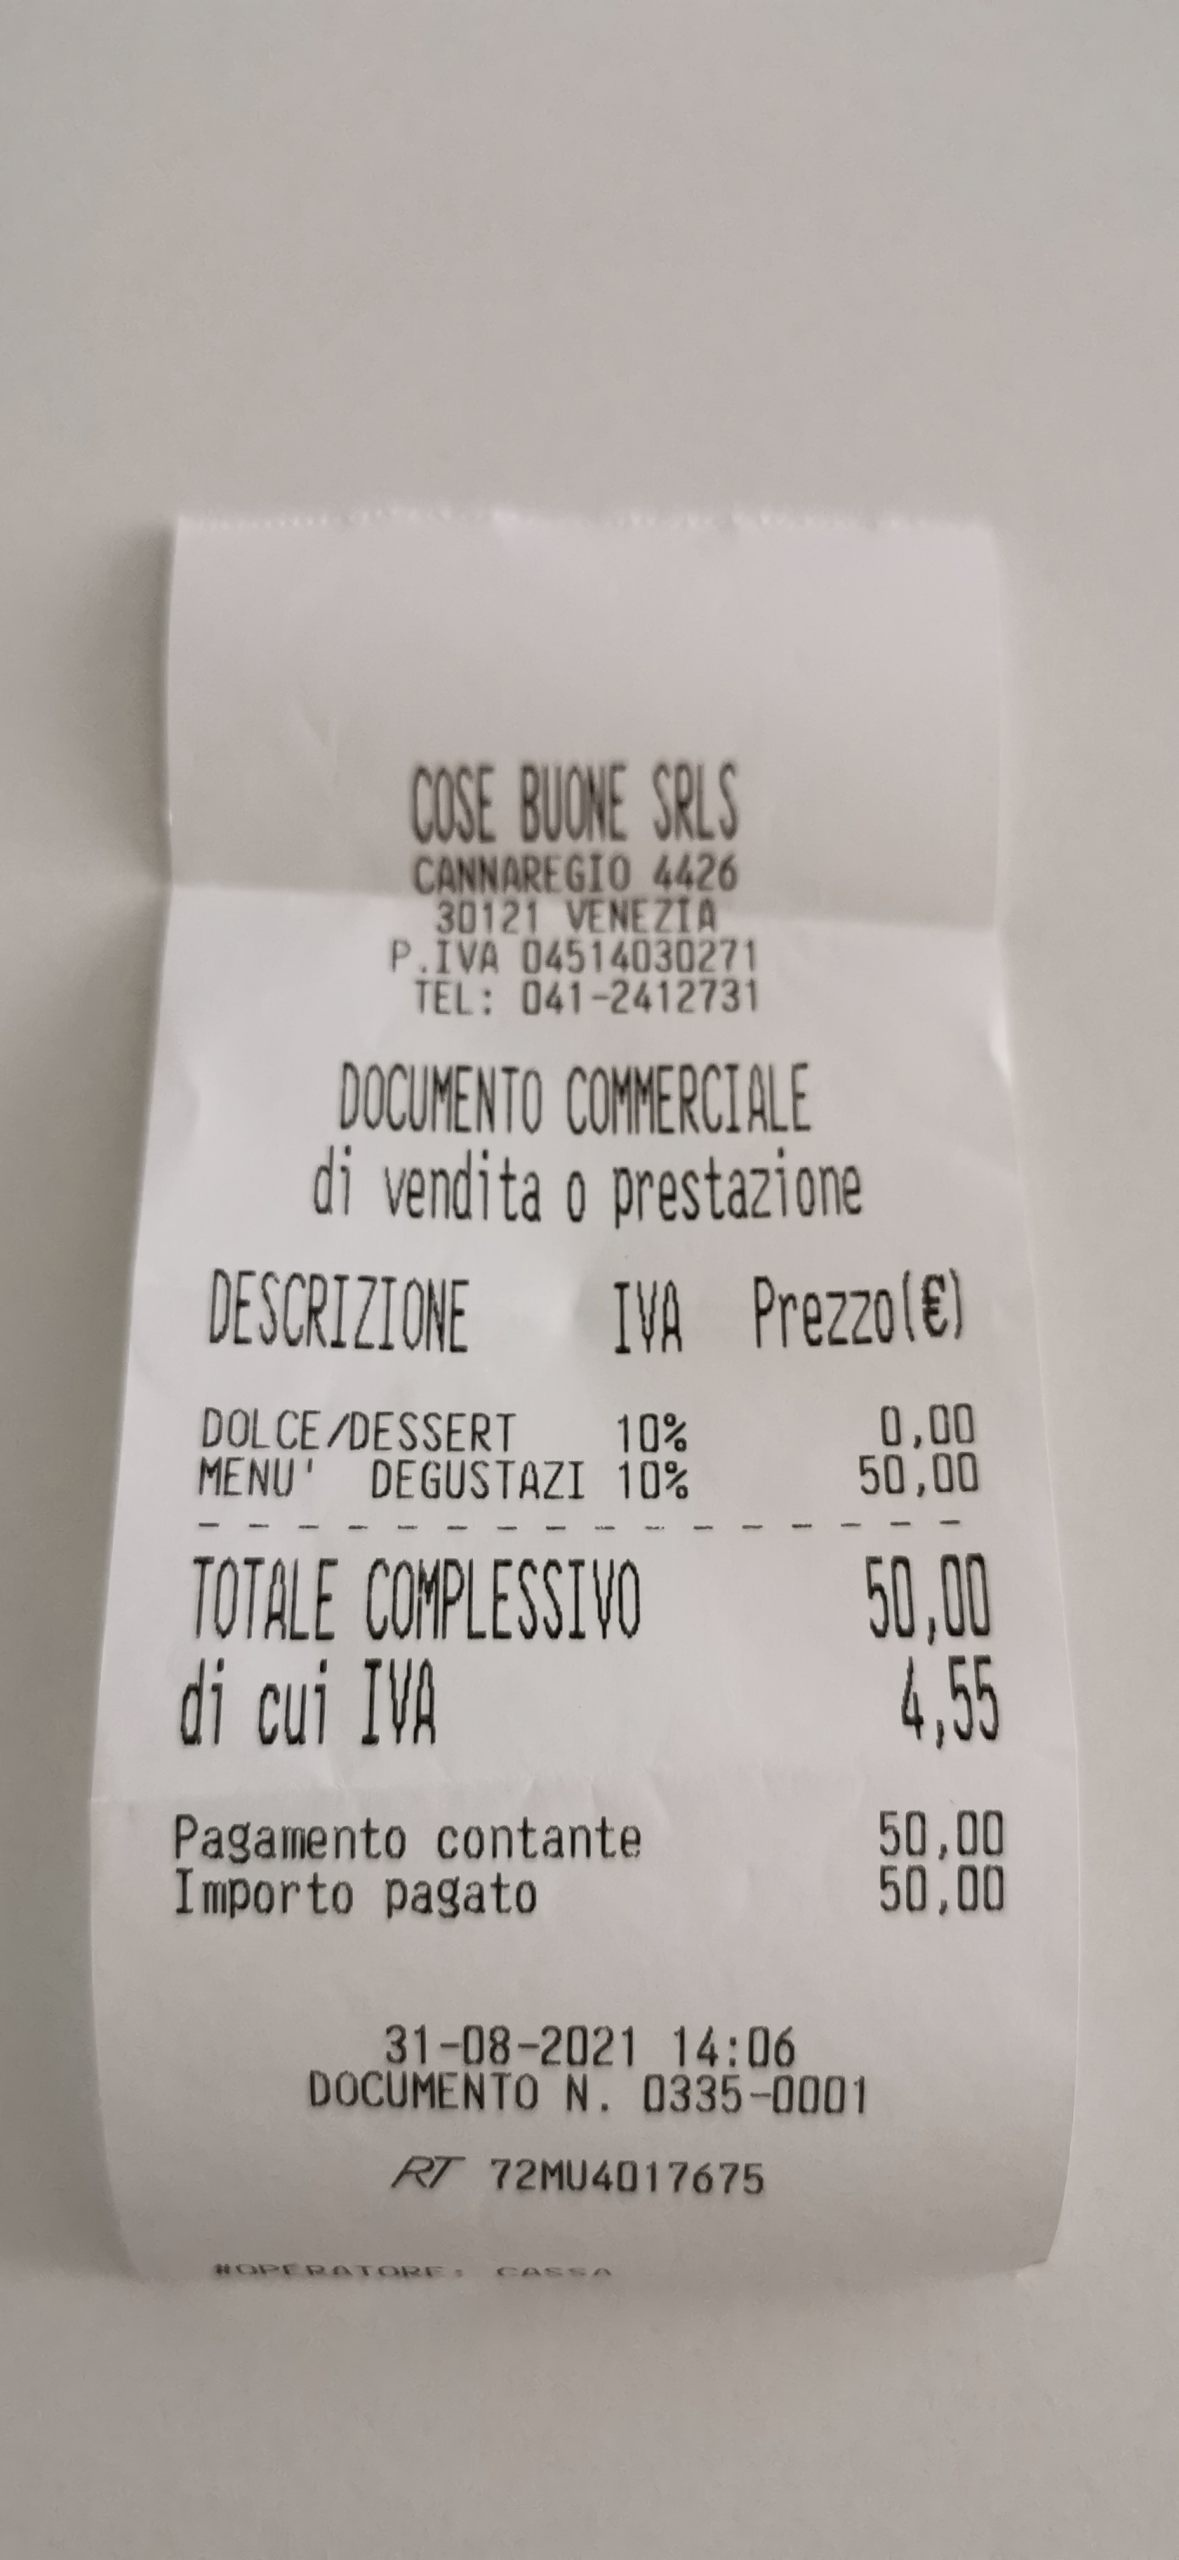 COSE BUONE SRLS
CANNAREGIO 4426
30121 VENEZIA
P.IVA 04514030271
TEL: 041-2412731
DOCUMENTO COMMERCIALE
di vendita o prestazione
DESCRIZIONE IVA Prezzo(€)
DOLCE/DESSERT 10% 0,00
MENU' DEGUSTAZI 10% 50,00
- - - - - - - - - - - - - - - -
TOTALE COMPLESSIVO 50,00
di cui IVA 4,55
Pagamento contante 50,00
Importo pagato 50,00
31-08-2021 14:06
DOCUMENTO N. 0335-0001
RT 72MU4017675
#OPERATORE: CASSA